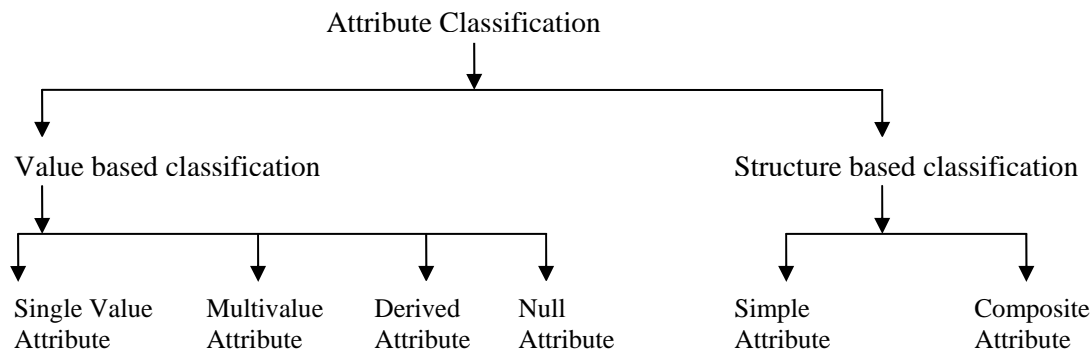 Attribute Classification
Value based classification
Structure based classification
Single Value Attribute
Multivalue Attribute
Derived Attribute
Null Attribute
Simple Attribute
Composite Attribute